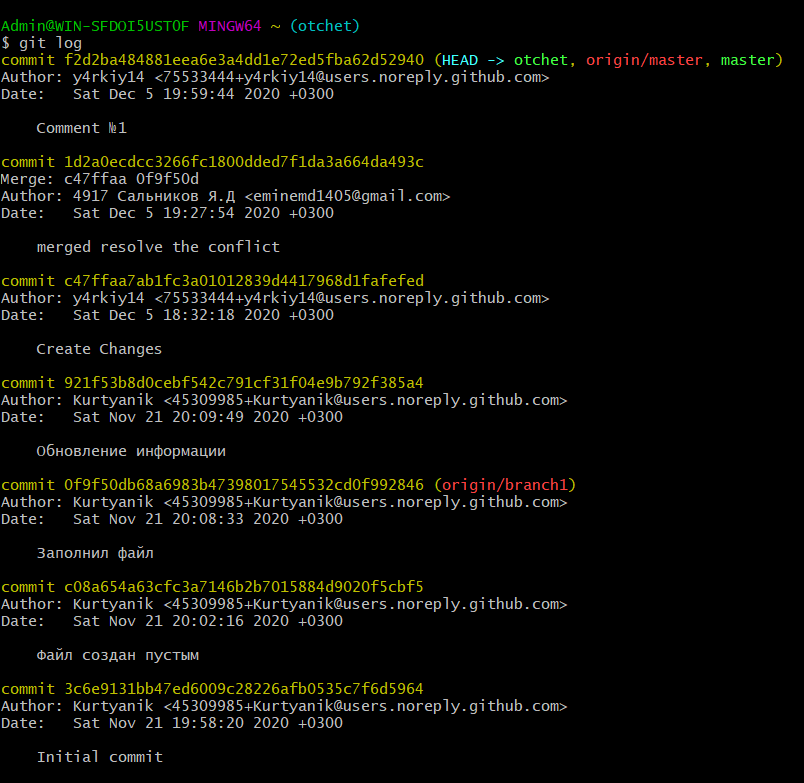 Admin@WIN-SFDOI5UST0F MINGW64 ~ (otchet)
$ git log
commit f2d2ba484881eea6e3a4dd1e72ed5fba62d52940 (HEAD -> otchet, origin/master, master)
Author: y4rkiy14 <75533444+y4rkiy14@users.noreply.github.com>
Date:   Sat Dec 5 19:59:44 2020 +0300
Comment №1
commit 1d2a0ecdcc3266fc1800dded7f1da3a664da493c
Merge: c47ffaa 0f9f50d
Author: 4917 Сальников Я.Д <eminemd1405@gmail.com>
Date:   Sat Dec 5 19:27:54 2020 +0300
merged resolve the conflict
commit c47ffaa7ab1fc3a01012839d4417968d1fafefed
Author: y4rkiy14 <75533444+y4rkiy14@users.noreply.github.com>
Date:   Sat Dec 5 18:32:18 2020 +0300
Create Changes
commit 921f53b8d0cebf542c791cf31f04e9b792f385a4
Author: Kurtyanik <45309985+Kurtyanik@users.noreply.github.com>
Date:   Sat Nov 21 20:09:49 2020 +0300
Обновление информации
commit 0f9f50db68a6983b47398017545532cd0f992846 (origin/branch1)
Author: Kurtyanik <45309985+Kurtyanik@users.noreply.github.com>
Date:   Sat Nov 21 20:08:33 2020 +0300
Заполнил файл
commit c08a654a63cfc3a7146b2b7015884d9020f5cbf5
Author: Kurtyanik <45309985+Kurtyanik@users.noreply.github.com>
Date:   Sat Nov 21 20:02:16 2020 +0300
Файл создан пустым
commit 3c6e9131bb47ed6009c28226afb0535c7f6d5964
Author: Kurtyanik <45309985+Kurtyanik@users.noreply.github.com>
Date:   Sat Nov 21 19:58:20 2020 +0300
Initial commit